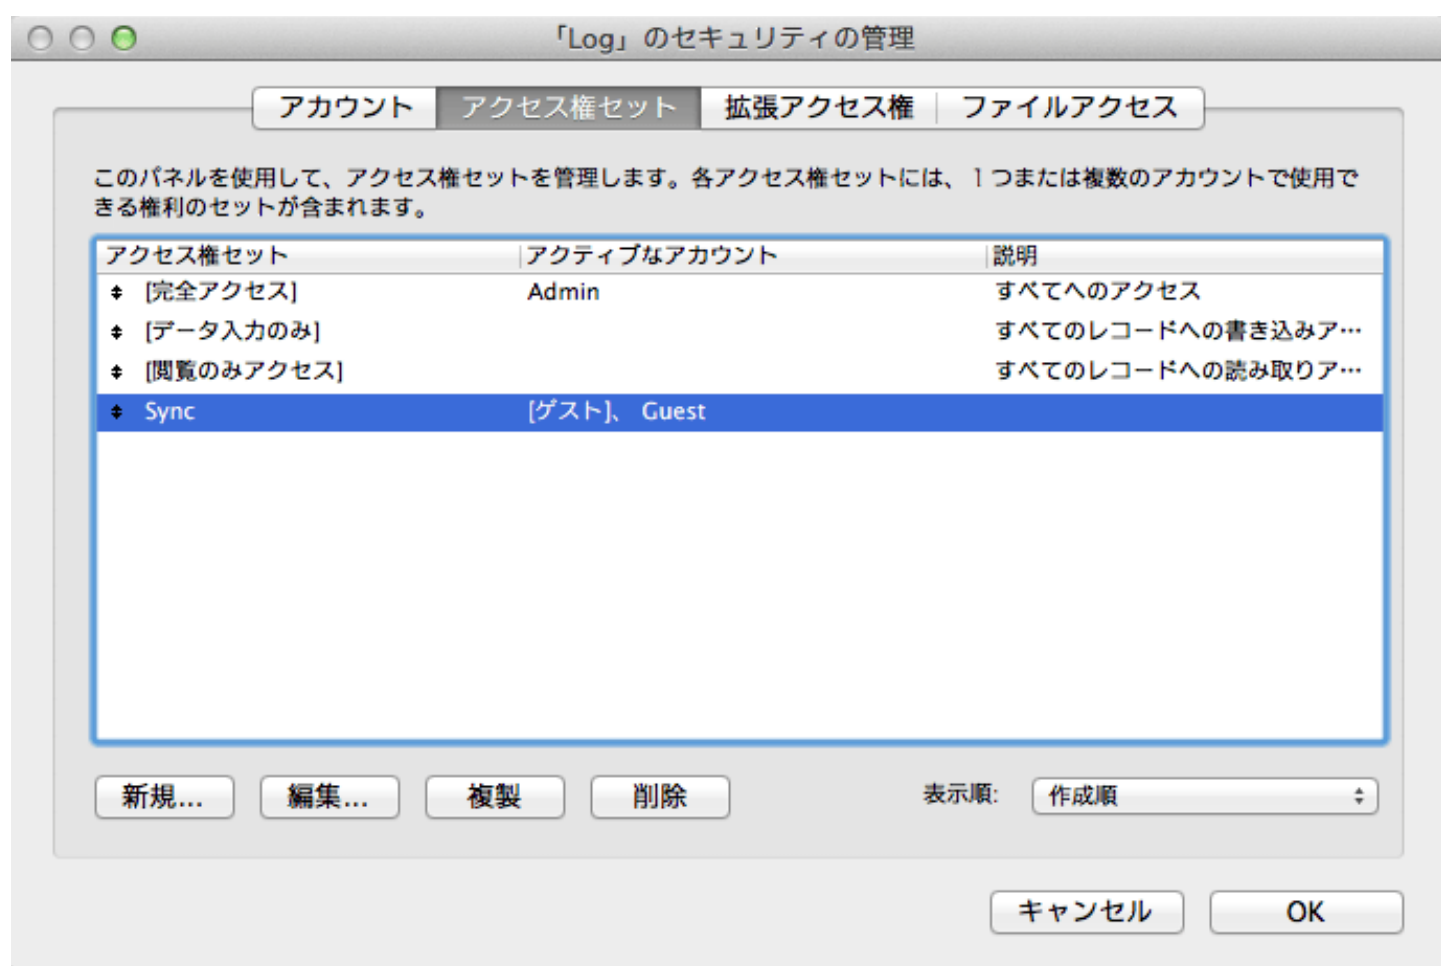 「Log」のセキュリティの管理
アカウント アクセス権セット 拡張アクセス権 ファイルアクセス
このパネルを使用して、アクセス権セットを管理します。各アクセス権セットには、1つまたは複数のアカウントで使用で
きる権利のセットが含まれます。
アクセス権セット アクティブなアカウント 説明
[完全アクセス] Admin すべてへのアクセス
[データ入力のみ] すべてのレコードへの書き込みア…
[閲覧のみアクセス] すべてのレコードへの読み取りア…
Sync [ゲスト]、 Guest
新規... 編集... 複製 削除 表示順: 作成順
キャンセル OK